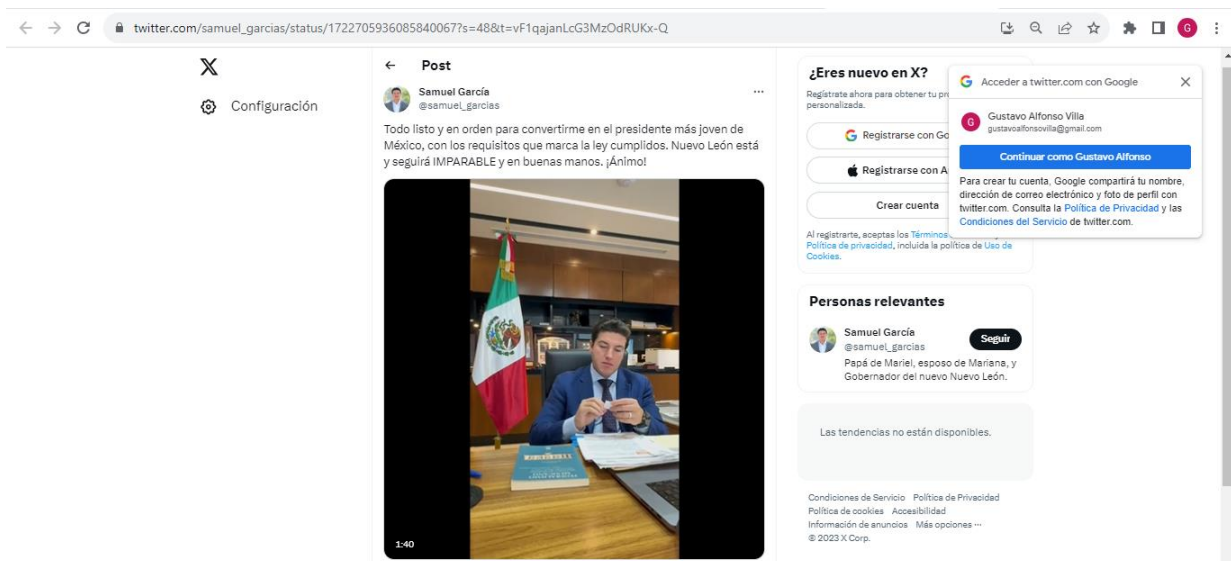 twitter.com/samuel_garcias/status/1722705936085840067?s=48&t=vF1qajanLcG3MzOdRUKx-Q
G
X
Configuración
Post
Samuel García
@samuel_garcias
Todo listo y en orden para convertirme en el presidente más joven de
México, con los requisitos que marca la ley cumplidos. Nuevo León está
y seguirá IMPARABLE y en buenas manos. ¡Ánimo!
1:40
¿Eres nuevo en X?
Regístrate ahora para obtener tu
personalizada.
Registrarse con
Registrarse con
Crear cuenta
Al registrarte, aceptas los Términos
Política de privacidad, incluida la política de Uso de
Cookies.
G Acceder a twitter.com con Google
G
Gustavo Alfonso Villa
gustavoalfonsovilla@gmail.com
Continuar como Gustavo Alfonso
Para crear tu cuenta, Google compartirá tu nombre,
dirección de correo electrónico y foto de perfil con
twitter.com. Consulta la Política de Privacidad y las
Condiciones del Servicio de twitter.com.
Personas relevantes
Samuel García
@samuel_garcias
Seguir
Papá de Mariel, esposo de Mariana, y
Gobernador del nuevo Nuevo León.
Las tendencias no están disponibles.
Condiciones de Servicio Política de Privacidad
Política de cookies Accesibilidad
Información de anuncios Más opciones ···
© 2023 X Corp.